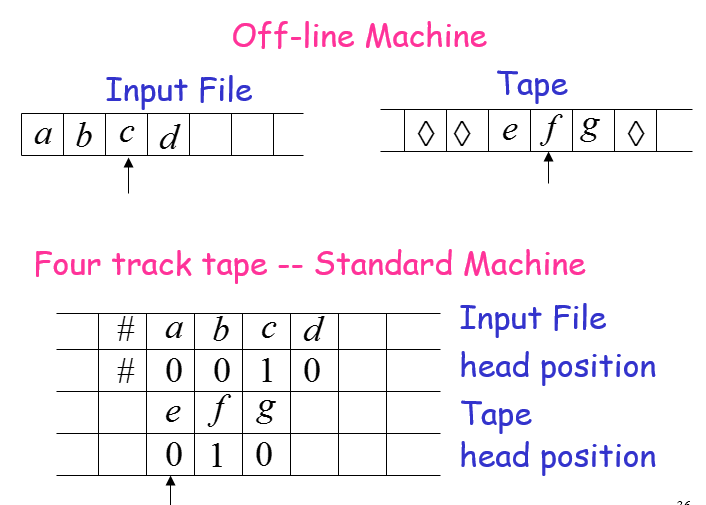 Off-line Machine
Input File
Tape
a b c d
◊ ◊ e f g ◊
Four track tape -- Standard Machine
# a b c d Input File
# 0 0 1 0 head position
e f g Tape
0 1 0 head position